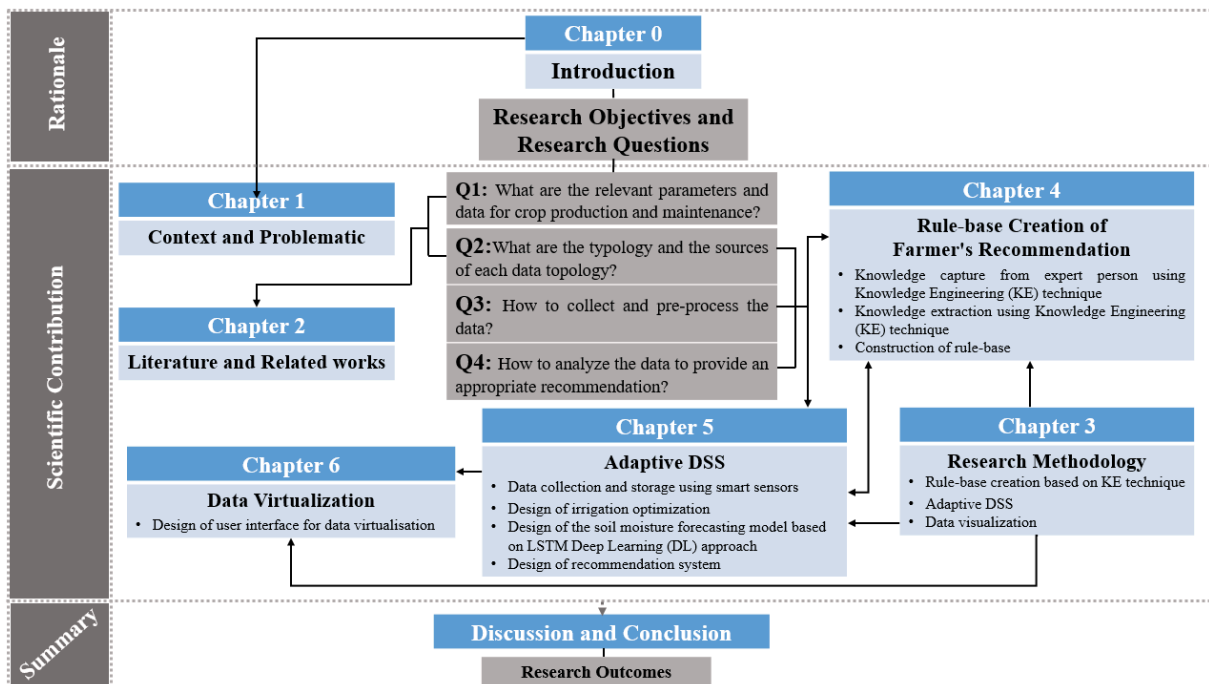 Rationale
Chapter 0
Introduction
Research Objectives and
Research Questions
Scientific Contribution
Chapter 1
Context and Problematic
Chapter 2
Literature and Related works
Q1: What are the relevant parameters and
data for crop production and maintenance?
Q2:What are the typology and the sources
of each data topology?
Q3: How to collect and pre-process the
data?
Q4: How to analyze the data to provide an
appropriate recommendation?
Chapter 4
Rule-base Creation of
Farmer's Recommendation
• Knowledge capture from expert person using
Knowledge Engineering (KE) technique
• Knowledge extraction using Knowledge Engineering
(KE) technique
• Construction of rule-base
Chapter 6
Data Virtualization
• Design of user interface for data virtualisation
Chapter 5
Adaptive DSS
• Data collection and storage using smart sensors
• Design of irrigation optimization
• Design of the soil moisture forecasting model based
on LSTM Deep Learning (DL) approach
• Design of recommendation system
Chapter 3
Research Methodology
• Rule-base creation based on KE technique
• Adaptive DSS
• Data visualization
Summary
Discussion and Conclusion
Research Outcomes